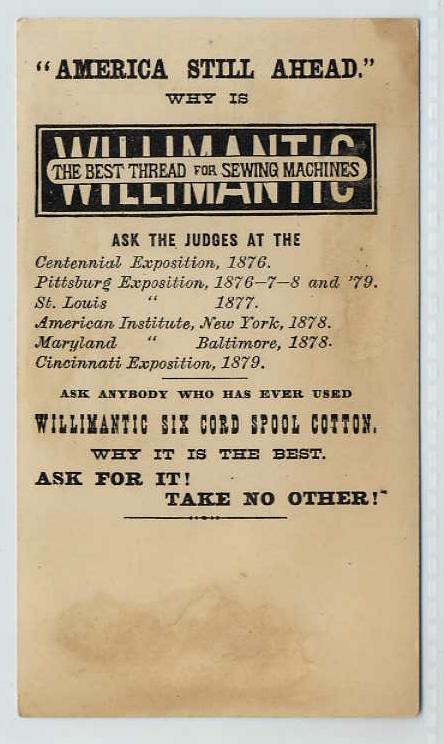 “AMERICA STILL AHEAD.”
WHY IS
WILLIMANTIC
THE BEST THREAD FOR SEWING MACHINES
ASK THE JUDGES AT THE
Centennial Exposition, 1876.
Pittsburg Exposition, 1876-7-8 and '79.
St. Louis " 1877.
American Institute, New York, 1878.
Maryland " Baltimore, 1878.
Cincinnati Exposition, 1879.
ASK ANYBODY WHO HAS EVER USED
WILLIMANTIC SIX CORD SPOOL COTTON.
WHY IT IS THE BEST.
ASK FOR IT!
TAKE NO OTHER!